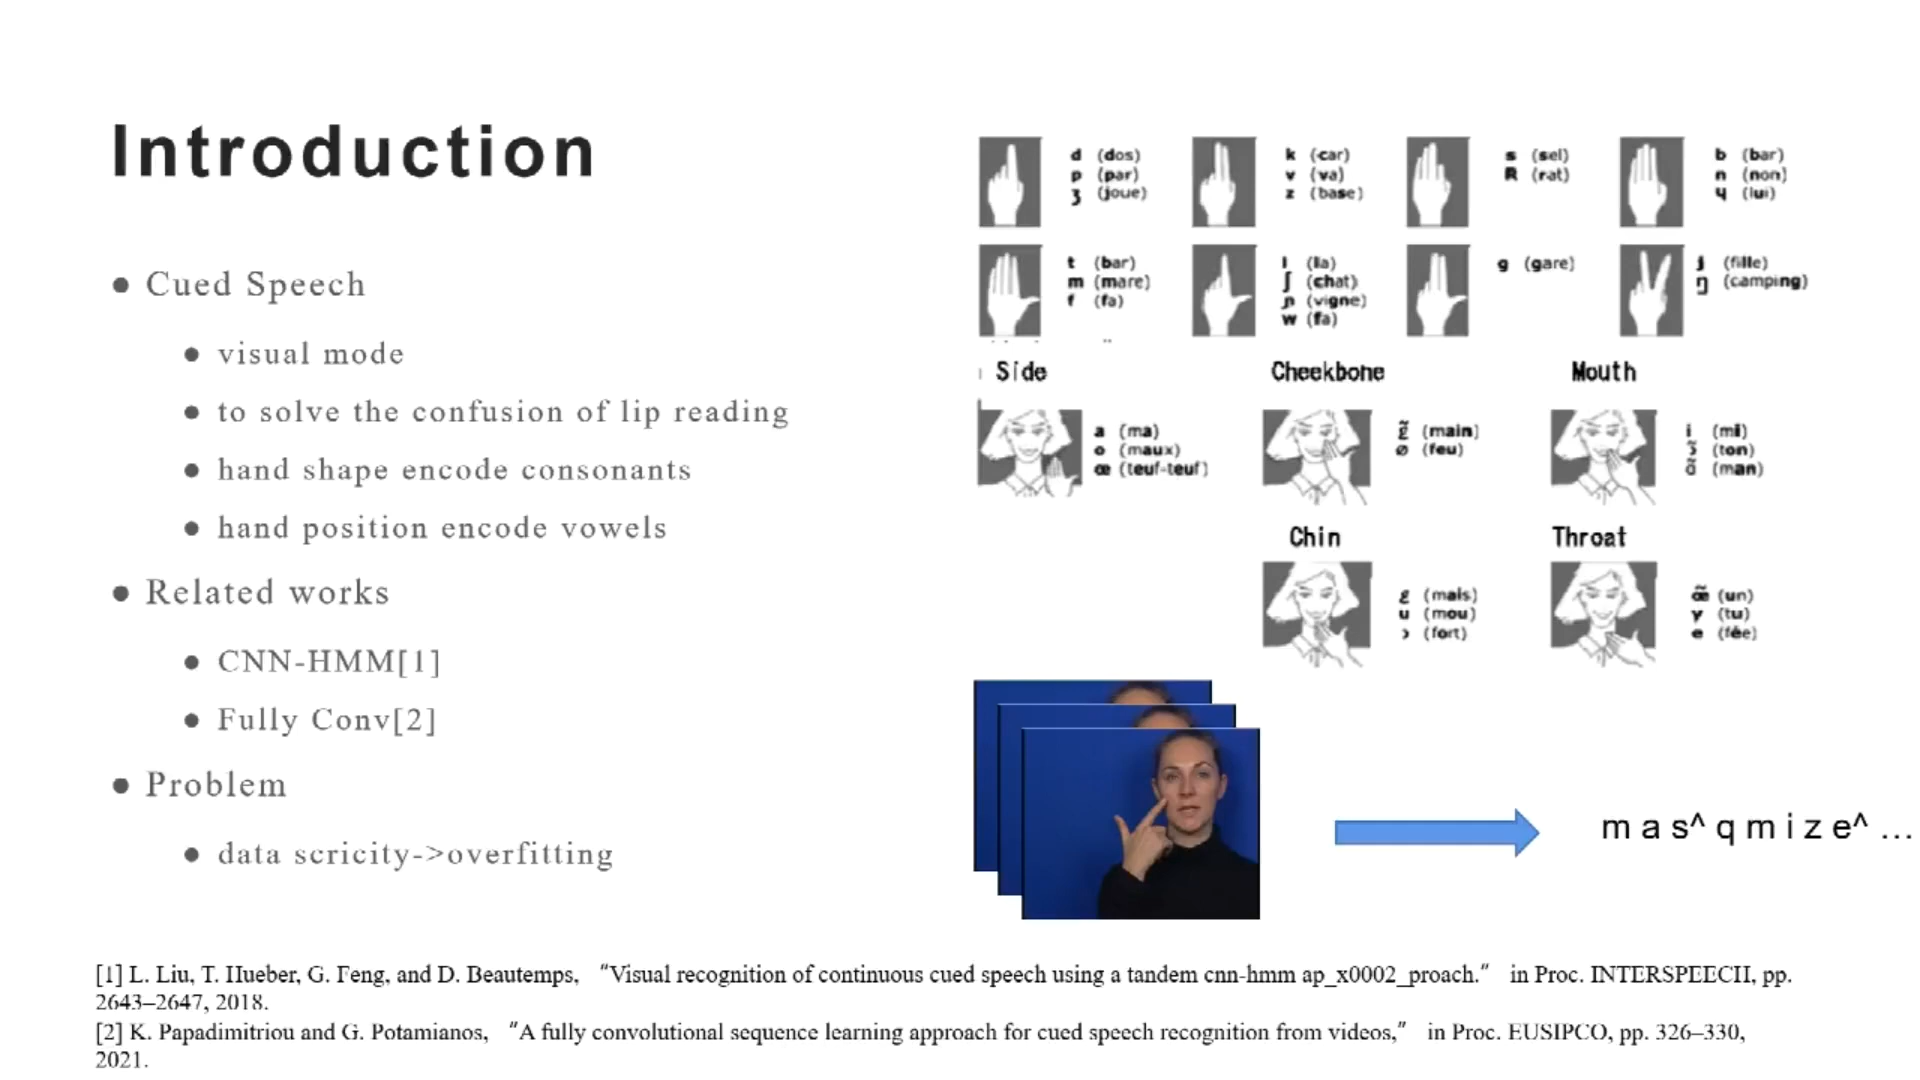 Introduction
● Cued Speech
● visual mode
● to solve the confusion of lip reading
● hand shape encode consonants
● hand position encode vowels
● Related works
● CNN-HMM[1]
● Fully Conv[2]
● Problem
● data scricity->overfitting
d (dos)
p (par)
ʒ (joue)
k (car)
v (va)
z (base)
s (sel)
R (rat)
b (bar)
n (non)
ɥ (lui)
t (bar)
m (mare)
f (fa)
l (la)
ʃ (chat)
ɲ (vigne)
w (fa)
g (gare)
j (fille)
ŋ (camping)
Side
a (ma)
o (maux)
œ (teuf-teuf)
Cheekbone
ɛ̃ (main)
ø (feu)
Mouth
i (mi)
ɔ̃ (ton)
ɑ̃ (man)
Chin
ɛ (mais)
u (mou)
ɔ (fort)
Throat
œ̃ (un)
y (tu)
e (fée)
m a s^ q m i z e^ ...
[1] L. Liu, T. Hueber, G. Feng, and D. Beautemps, "Visual recognition of continuous cued speech using a tandem cnn-hmm ap_x0002_proach." in Proc. INTERSPEECH, pp.
2643–2647, 2018.
[2] K. Papadimitriou and G. Potamianos, "A fully convolutional sequence learning approach for cued speech recognition from videos," in Proc. EUSIPCO, pp. 326–330,
2021.